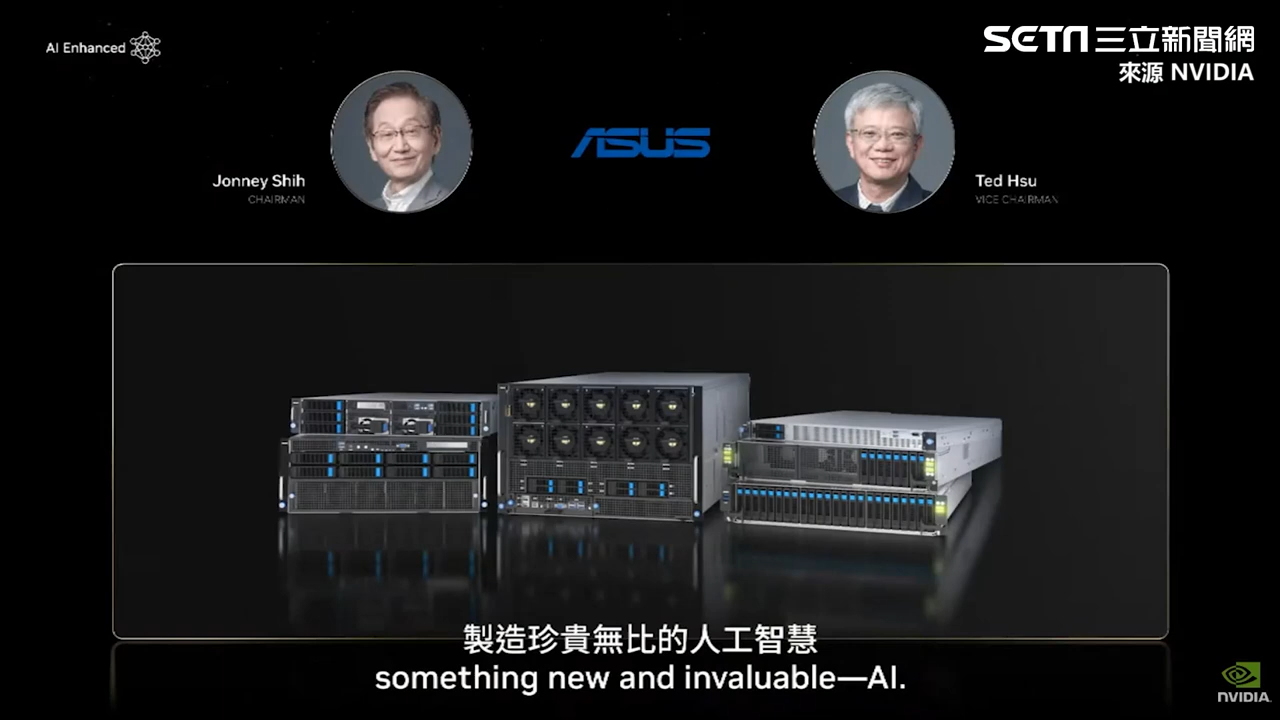 AI Enhanced
SETN三立新聞網
來源 NVIDIA
ASUS
Jonney Shih
CHAIRMAN
Ted Hsu
VICE CHAIRMAN
製造珍貴無比的人工智慧
something new and invaluable—AI.
NVIDIA.